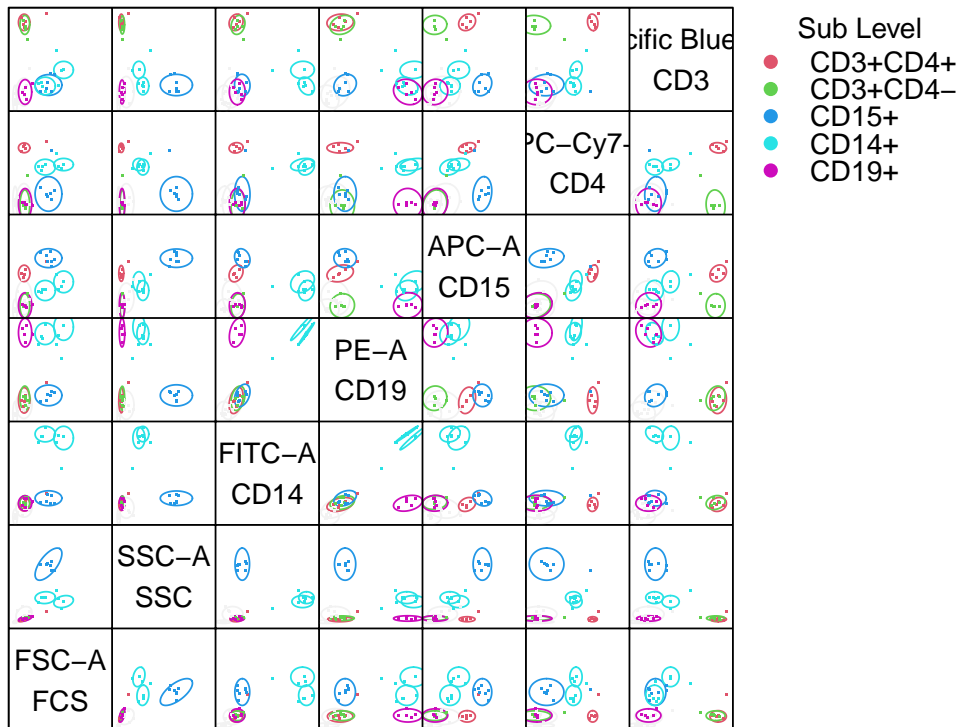 cific Blue
CD3
PC−Cy7−
CD4
APC−A
CD15
PE−A
CD19
FITC−A
CD14
SSC−A
SSC
FSC−A
FCS
Sub Level
CD3+CD4+
CD3+CD4−
CD15+
CD14+
CD19+